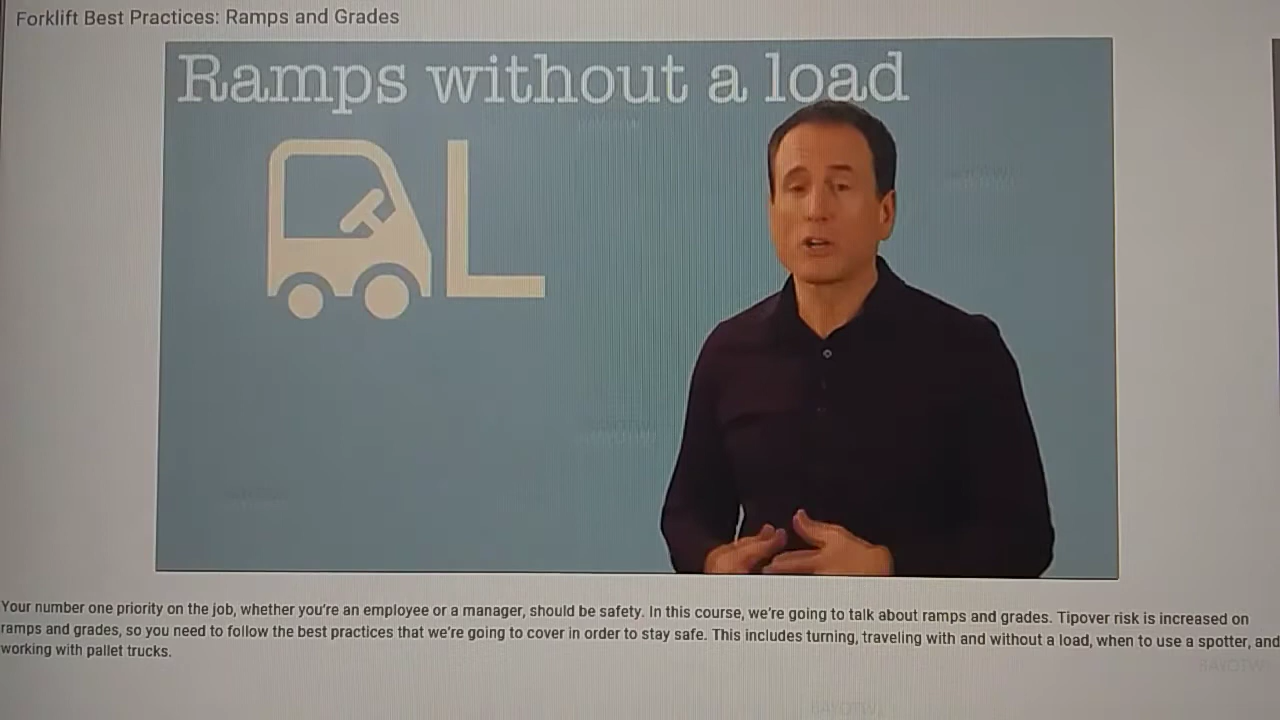 Forklift Best Practices: Ramps and Grades
Ramps without a load
Your number one priority on the job, whether you're an employee or a manager, should be safety. In this course, we're going to talk about ramps and grades. Tipover risk is increased on
ramps and grades, so you need to follow the best practices that we're going to cover in order to stay safe. This includes turning, traveling with and without a load, when to use a spotter, and
working with pallet trucks.